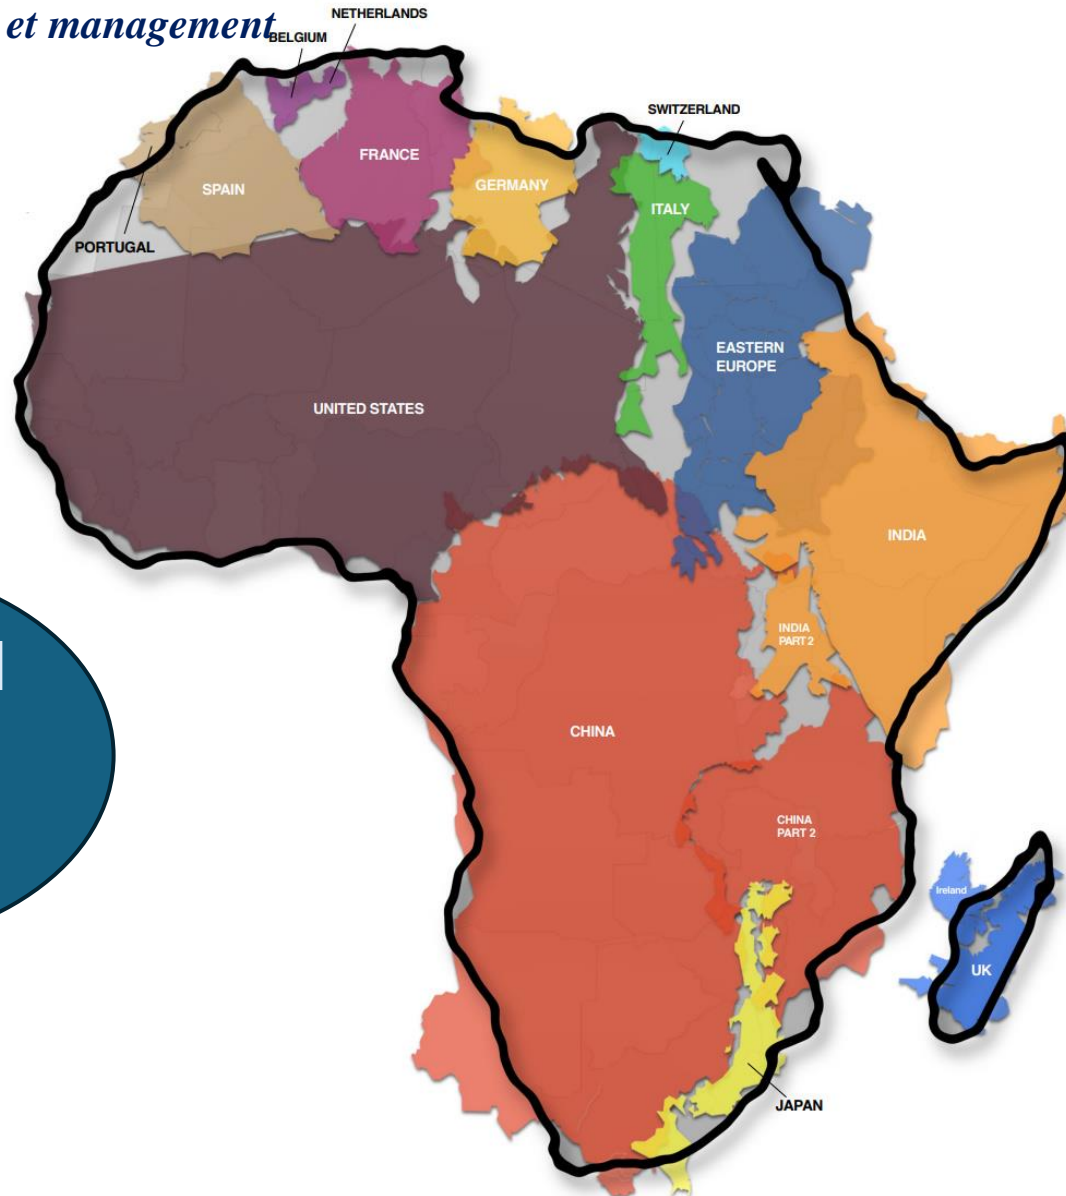 et management
NETHERLANDS
BELGIUM
SWITZERLAND
FRANCE
GERMANY
SPAIN
ITALY
PORTUGAL
EASTERN
EUROPE
UNITED STATES
INDIA
INDIA
PART 2
CHINA
CHINA
PART 2
Ireland
UK
JAPAN